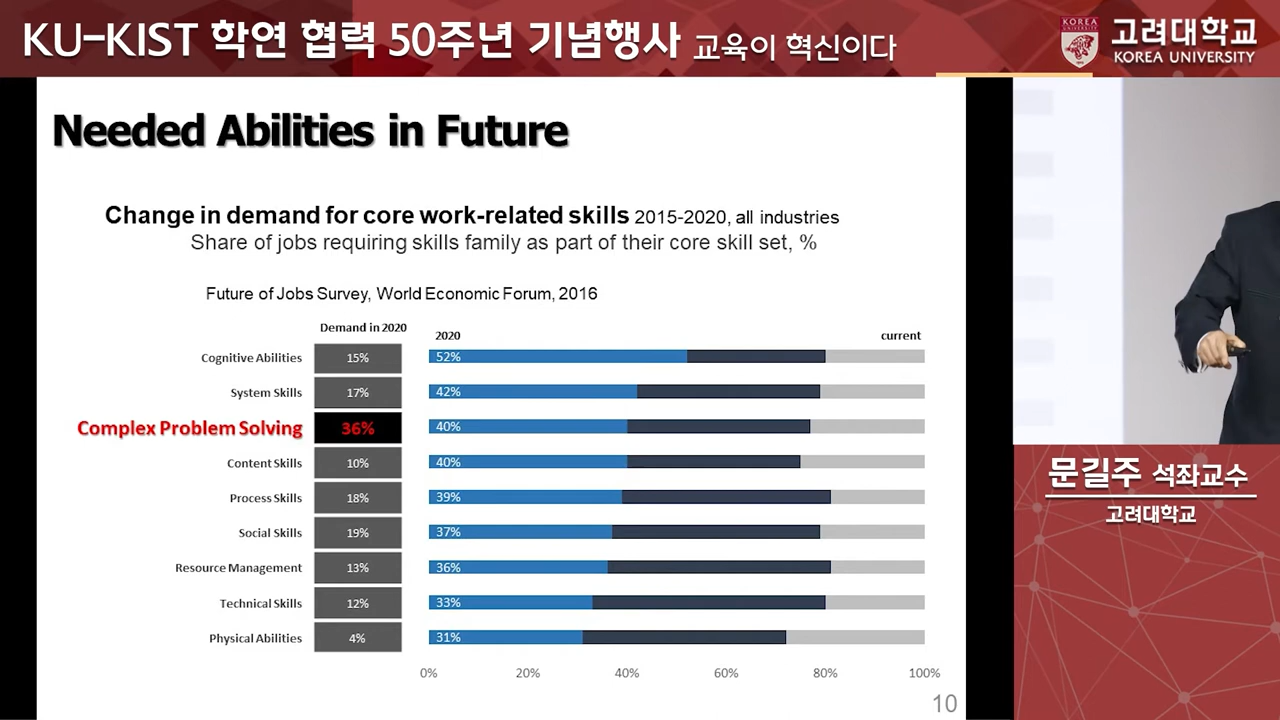 KU-KIST 학연 협력 50주년 기념행사 교육이 혁신이다
KOREA
UNIVERSITY
고려대학교
KOREA UNIVERSITY
Needed Abilities in Future
Change in demand for core work-related skills 2015-2020, all industries
Share of jobs requiring skills family as part of their core skill set, %
Future of Jobs Survey, World Economic Forum, 2016
Demand in 2020
2020
current
Cognitive Abilities 15% 52%
System Skills 17% 42%
Complex Problem Solving 36% 40%
Content Skills 10% 40%
Process Skills 18% 39%
Social Skills 19% 37%
Resource Management 13% 36%
Technical Skills 12% 33%
Physical Abilities 4% 31%
0% 20% 40% 60% 80% 100%
10
문길주 석좌교수
고려대학교